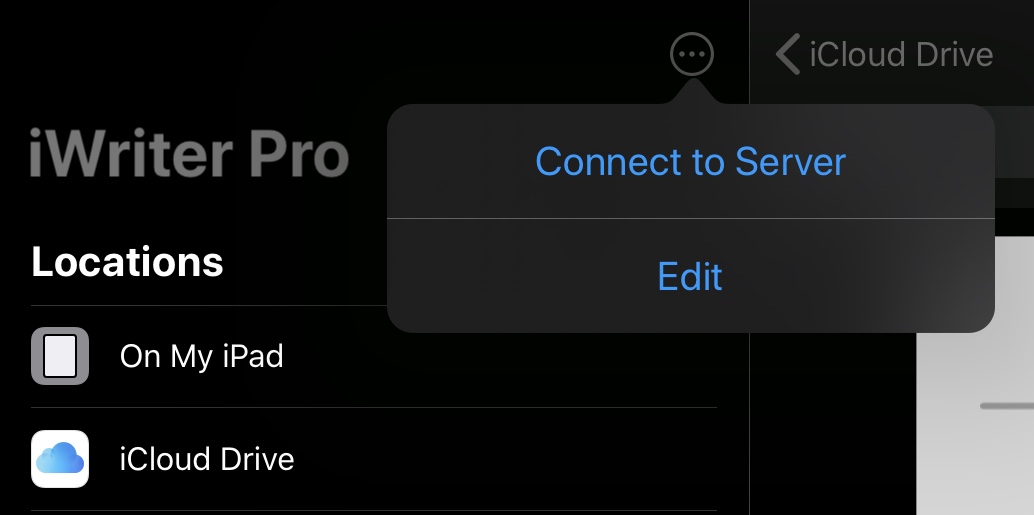 iCloud Drive
iWriter Pro
Connect to Server
Locations
Edit
On My iPad
iCloud Drive